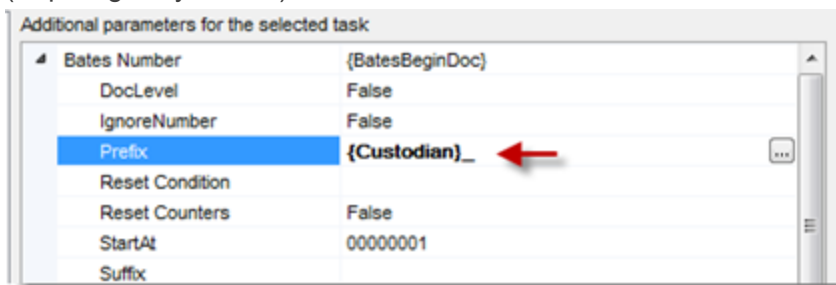 Additional parameters for the selected task
Bates Number {BatesBeginDoc}
DocLevel False
IgnoreNumber False
Prefix {Custodian}_ ...
Reset Condition
Reset Counters False
StartAt 00000001
Suffix